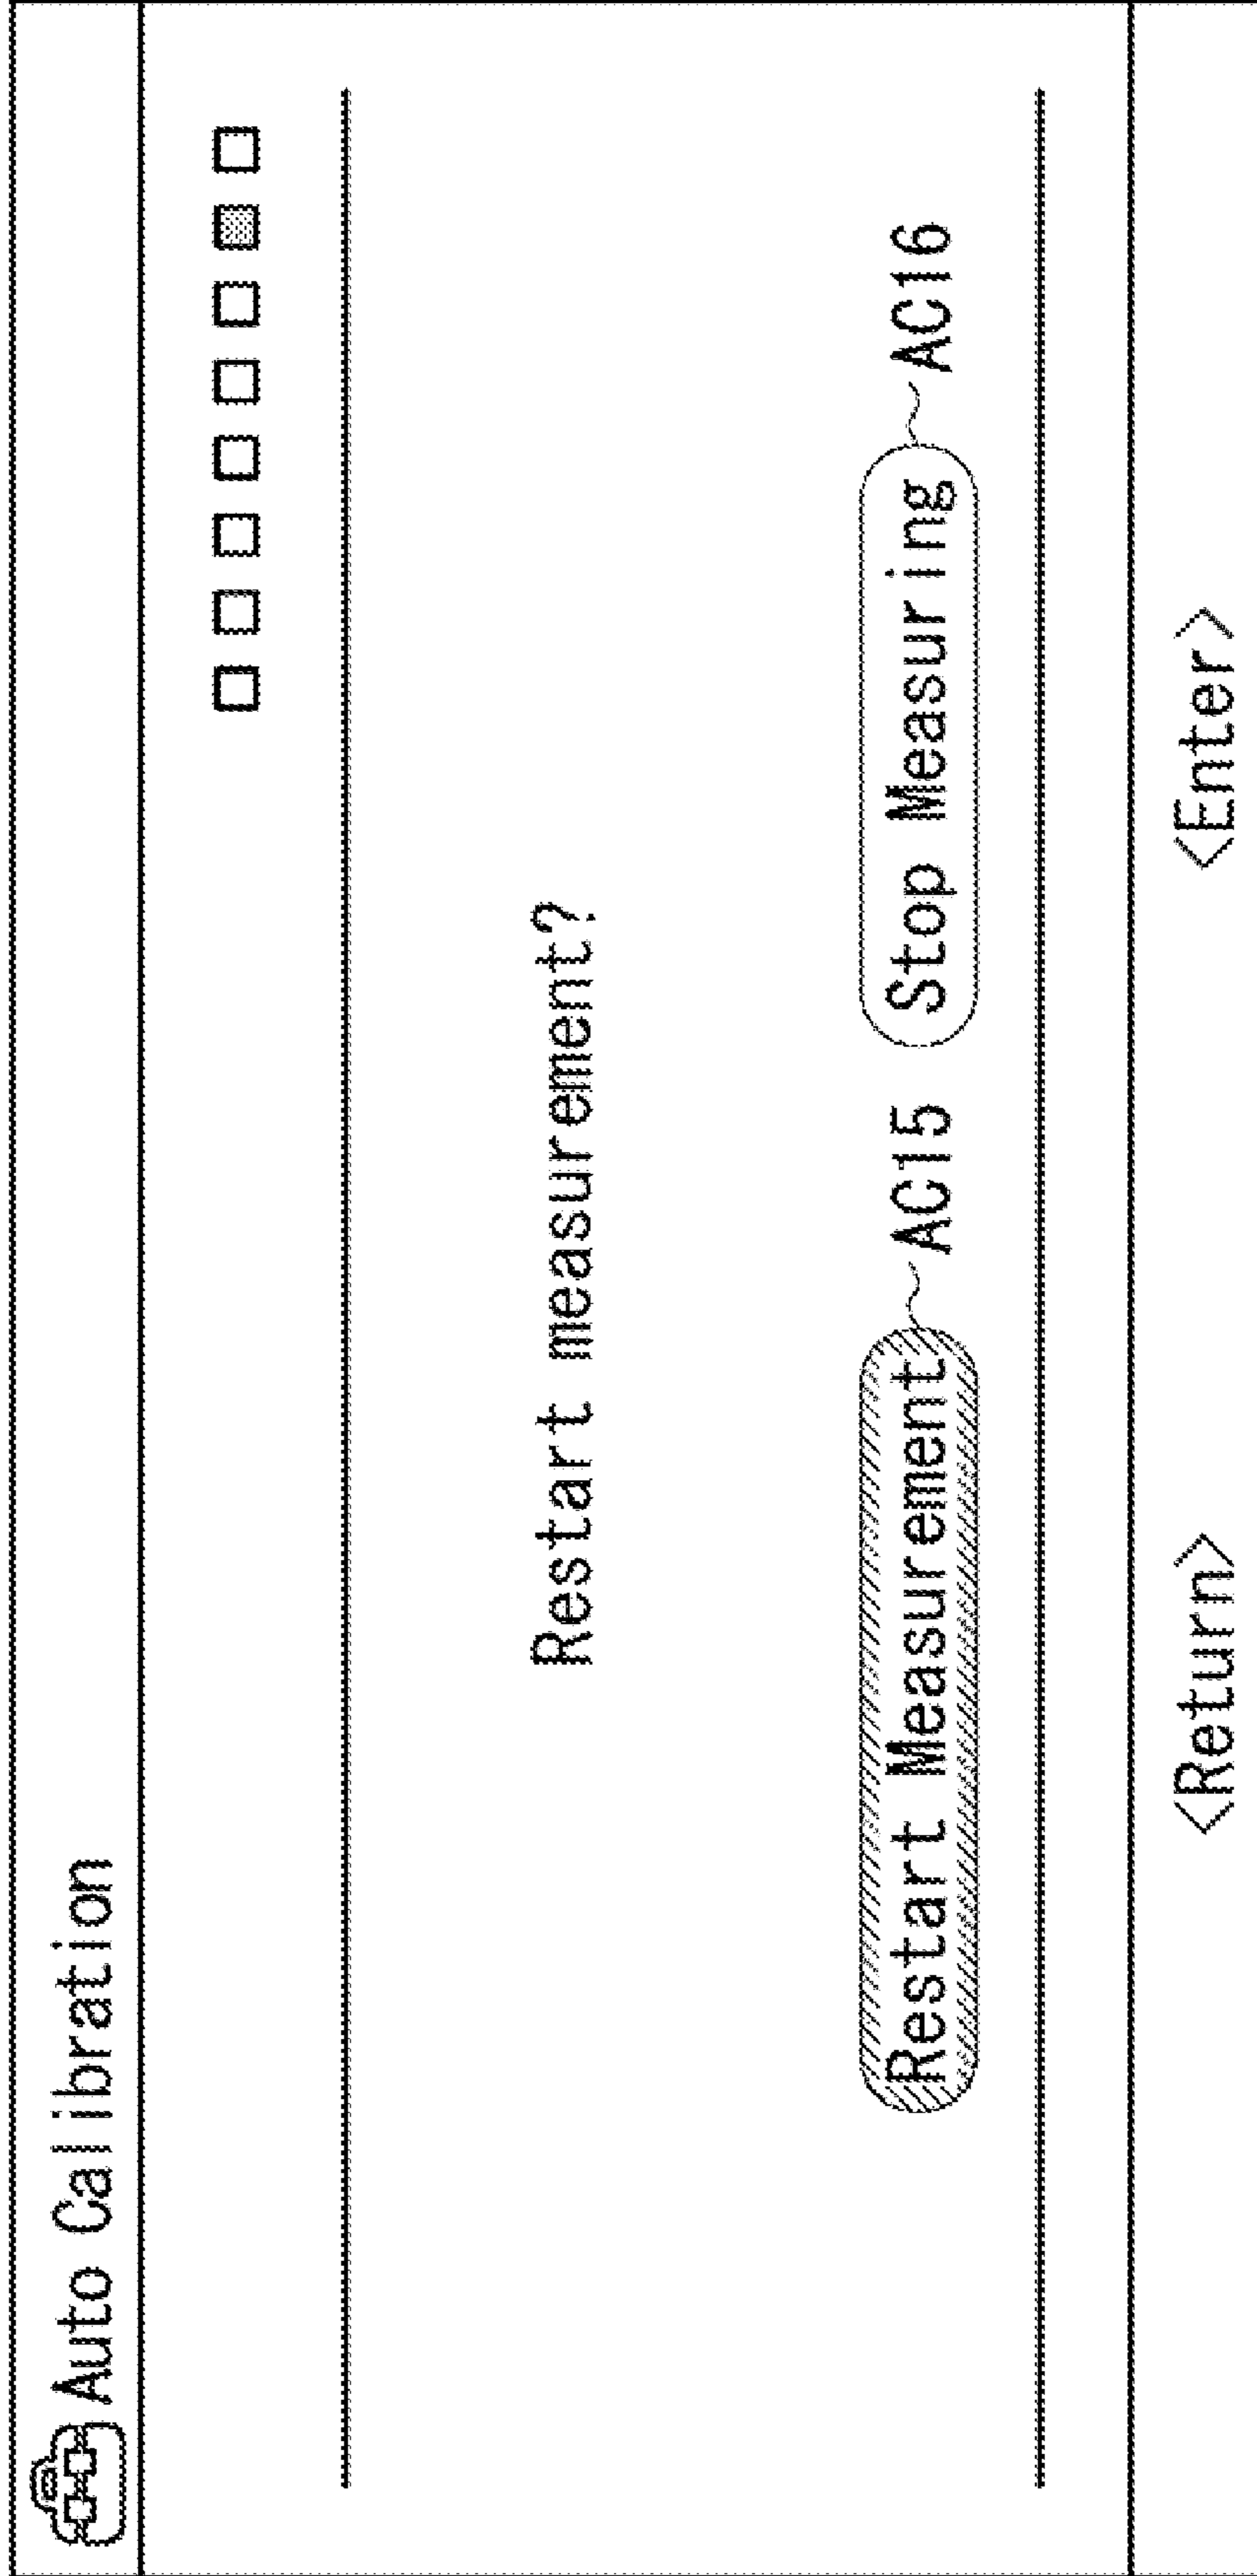 Auto Calibration
Restart measurement?
Restart Measurement AC15 Stop Measuring AC16
<Return> <Enter>